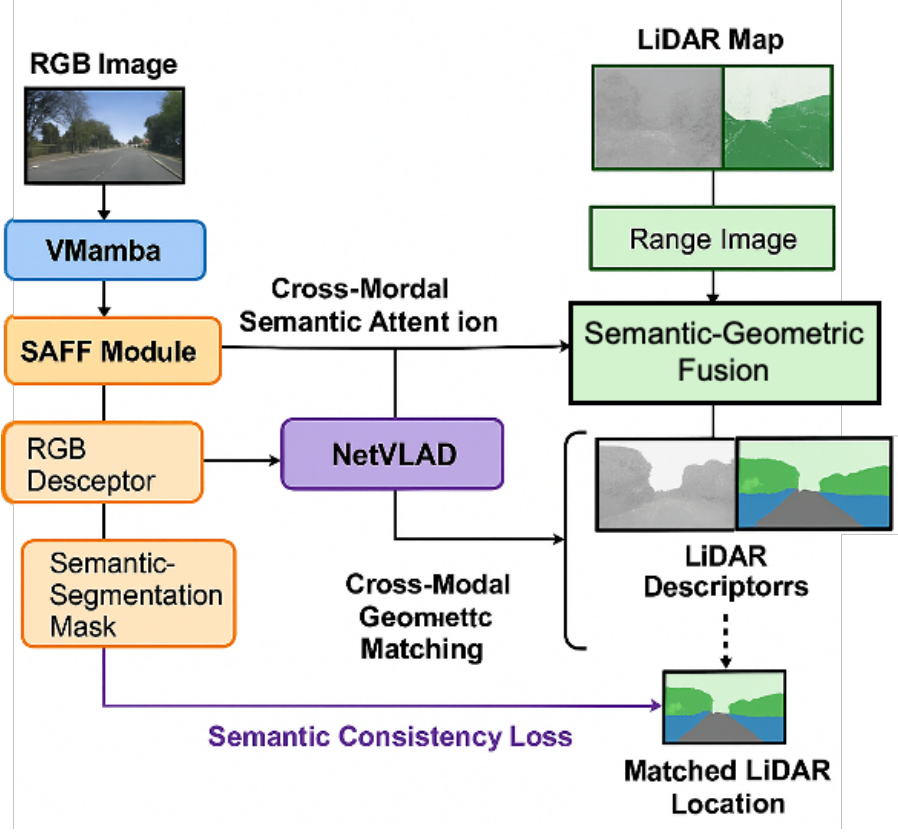 RGB Image
LiDAR Map
VMamba
Range Image
Cross-Mordal
Semantic Attent ion
SAFF Module
Semantic-Geometric
Fusion
RGB
Desceptor
NetVLAD
Semantic-
Segmentation
Mask
Cross-Modal
Geomıettc
Matching
LiDAR
Descriptorrs
Semantic Consistency Loss
Matched LiDAR
Location